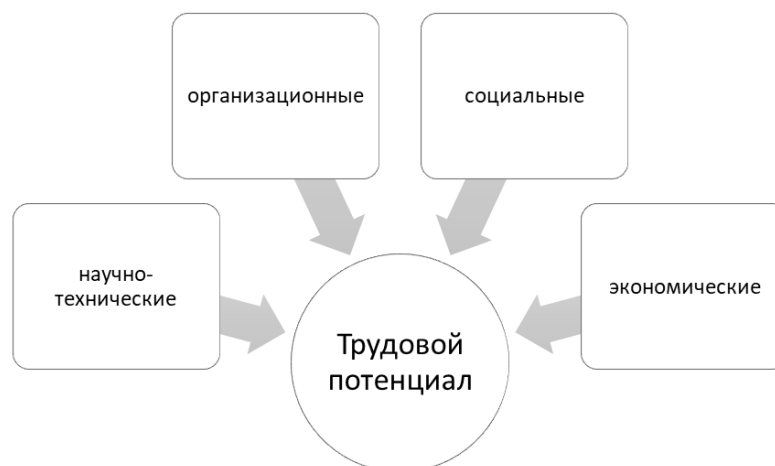 организационные
социальные
научно-
технические
экономические
Трудовой
потенциал